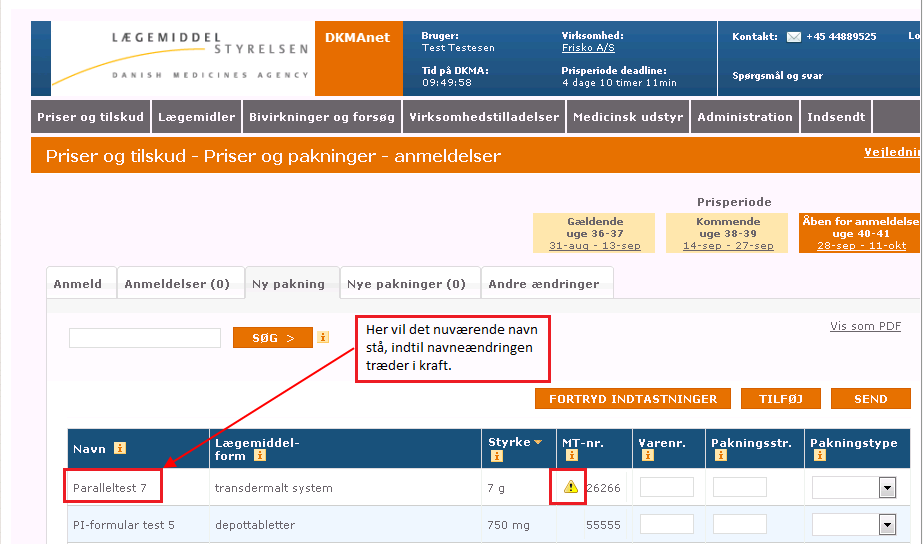 LÆGEMIDDEL
STYRELSEN
DANISH MEDICINES AGENCY
DKMAnet
Bruger:
Test Testesen
Tid på DKMA:
09:49:58
Virksomhed:
Frisko A/S
Prisperiode deadline:
4 dage 10 timer 11min
Kontakt: +45 44889525 Lo
Spørgsmål og svar
Priser og tilskud Lægemidler Bivirkninger og forsøg Virksomhedstilladelser Medicinsk udstyr Administration Indsendt
Priser og tilskud - Priser og pakninger - anmeldelser Vejlednin
Prisperiode
Gældende
uge 36-37
31-aug - 13-sep
Kommende
uge 38-39
14-sep - 27-sep
Åben for anmeldelse
uge 40-41
28-sep - 11-okt
Anmeld Anmeldelser (0) Ny pakning Nye pakninger (0) Andre ændringer
SØG >
Her vil det nuværende navn
stå, indtil navneændringen
træder i kraft.
Vis som PDF
FORTRYD INDTASTNINGER TILFØJ SEND
Navn Lægemiddel-
form Styrke MT-nr. Varenr. Pakningsstr. Pakningstype
Paralleltest 7 transdermalt system 7 g 26266
PI-formular test 5 depottabletter 750 mg 55555